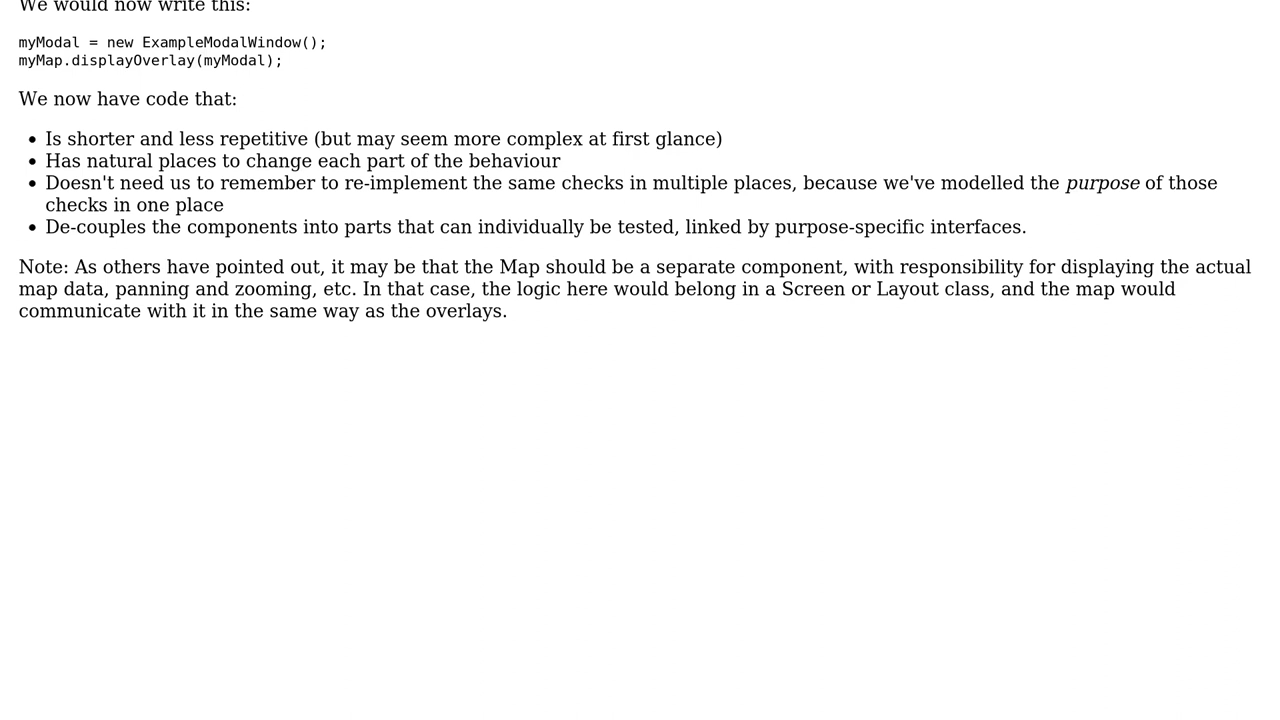 We would now write this:
myModal = new ExampleModalWindow();
myMap.displayOverlay(myModal);
We now have code that:
• Is shorter and less repetitive (but may seem more complex at first glance)
• Has natural places to change each part of the behaviour
• Doesn't need us to remember to re-implement the same checks in multiple places, because we've modelled the purpose of those
checks in one place
• De-couples the components into parts that can individually be tested, linked by purpose-specific interfaces.
Note: As others have pointed out, it may be that the Map should be a separate component, with responsibility for displaying the actual
map data, panning and zooming, etc. In that case, the logic here would belong in a Screen or Layout class, and the map would
communicate with it in the same way as the overlays.